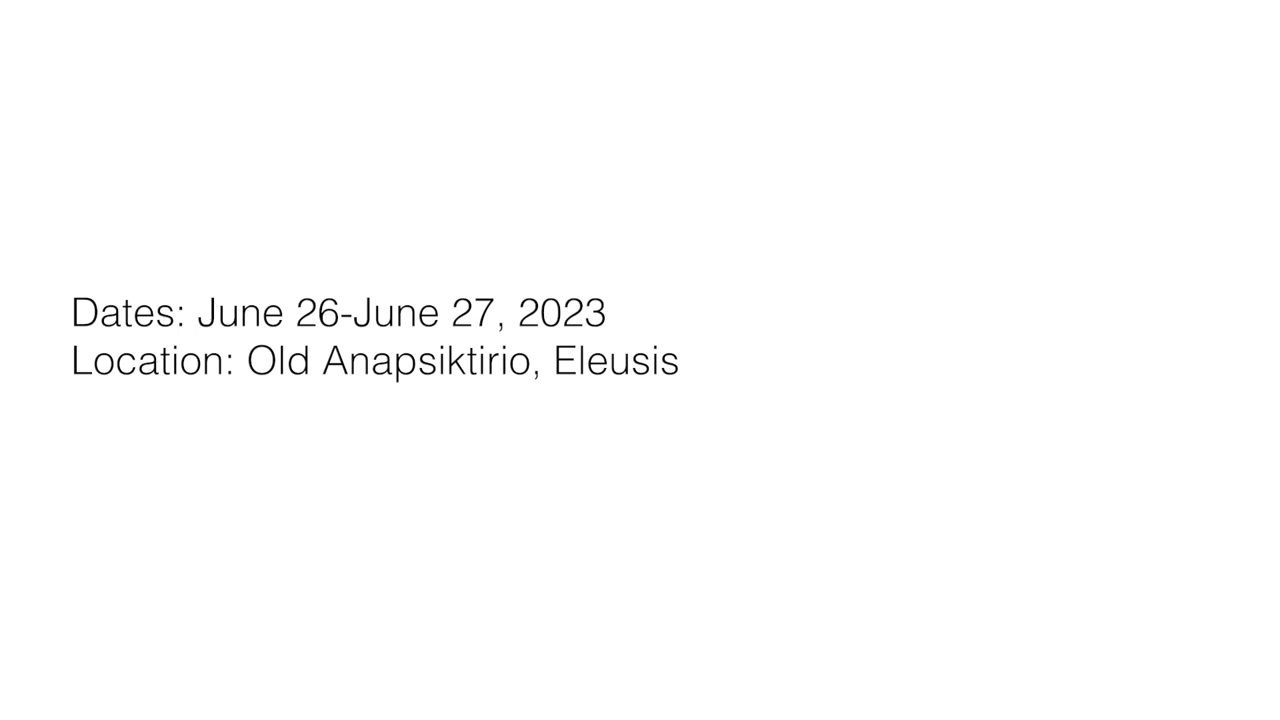 Dates: June 26-June 27, 2023
Location: Old Anapsiktirio, Eleusis